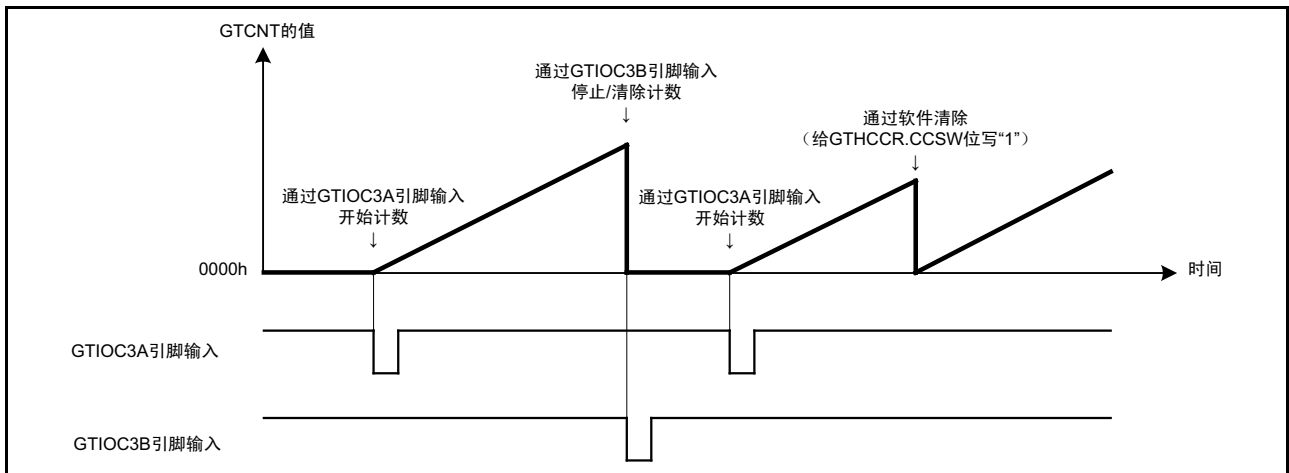 GTCNT的值
通过GTIOC3B引脚输入
停止/清除计数
↓
通过软件清除
（给GTHCCR.CCSW位写“1”）
↓
通过GTIOC3A引脚输入
开始计数
↓
通过GTIOC3A引脚输入
开始计数
↓
0000h
时间
GTIOC3A引脚输入
GTIOC3B引脚输入